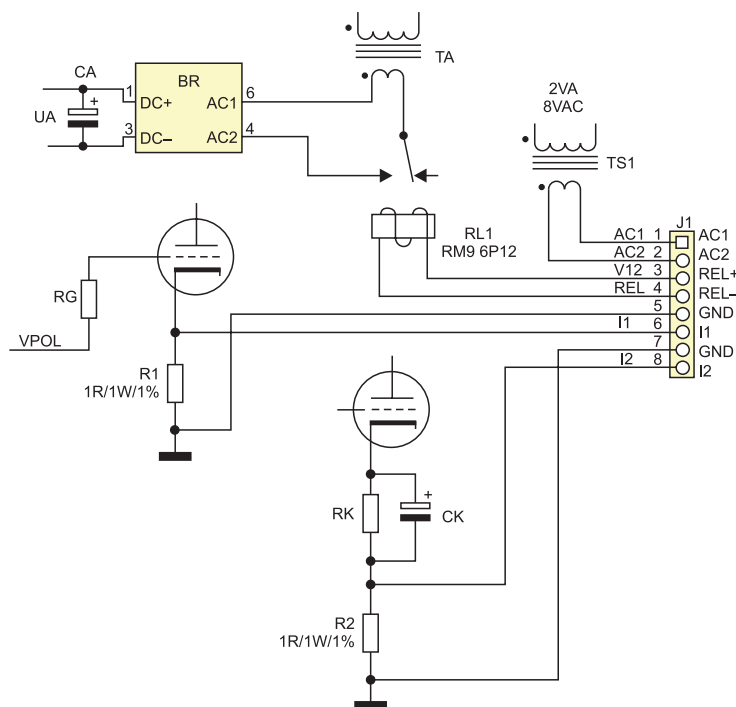 TA
CA
BR
1
DC+
AC1
6
UA
+
3
DC–
AC2
4
2VA
8VAC
TS1
RL1
RM9 6P12
J1
AC1 1 AC1
AC2 2 AC2
V12 3 REL+
REL 4 REL–
5 GND
I1 6 I1
7 GND
I2 8 I2
RG
VPOL
R1
1R/1W/1%
RK
+
CK
R2
1R/1W/1%